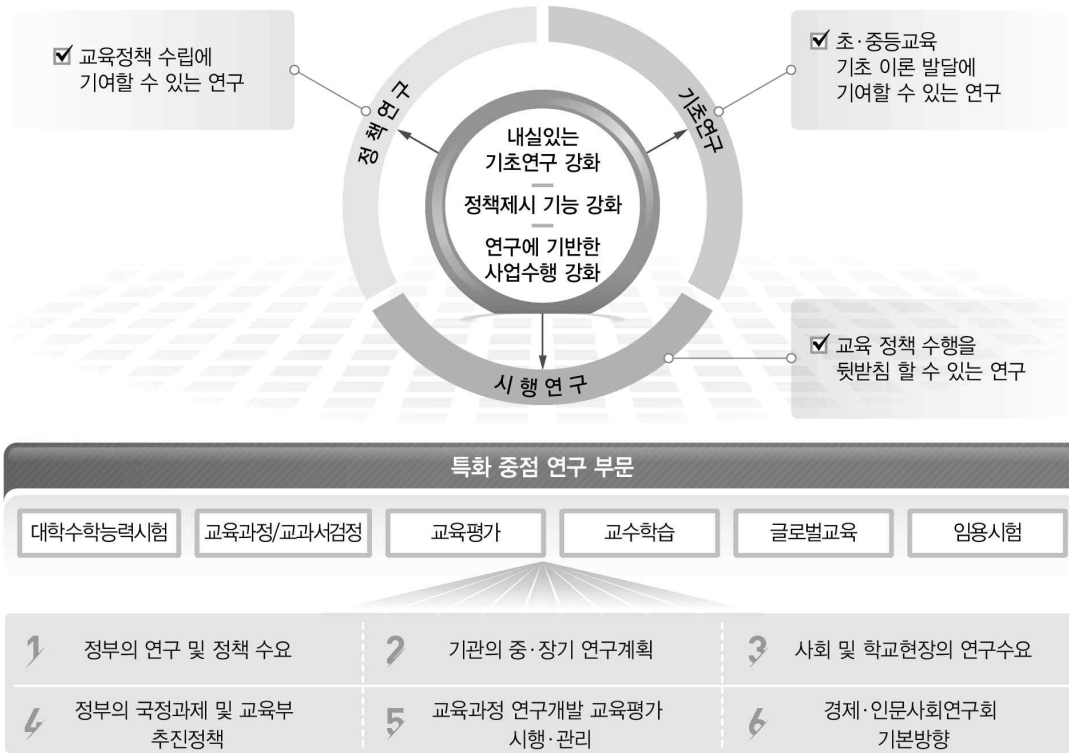 교육정책 수립에
기여할 수 있는 연구
초·중등교육
기초 이론 발달에
기여할 수 있는 연구
정책연구
기초연구
내실있는
기초연구 강화
정책제시 기능 강화
연구에 기반한
사업수행 강화
시행연구
교육 정책 수행을
뒷받침 할 수 있는 연구
특화 중점 연구 부문
대학수학능력시험
교육과정/교과서검정
교육평가
교수학습
글로벌교육
임용시험
1 정부의 연구 및 정책 수요
2 기관의 중·장기 연구계획
3 사회 및 학교현장의 연구수요
4 정부의 국정과제 및 교육부
추진정책
5 교육과정 연구개발 교육평가
시행·관리
6 경제·인문사회연구회
기본방향